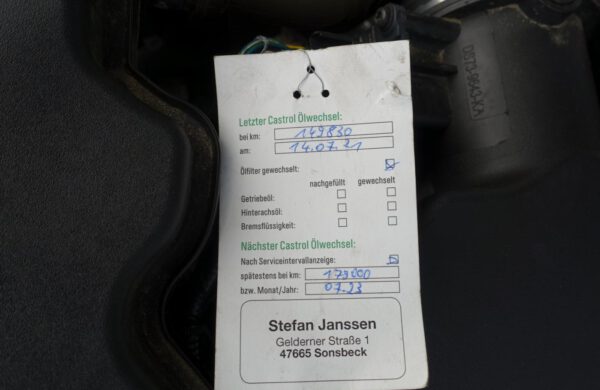 Letzter Castrol Ölwechsel:
bei km: 149830
am: 14.07.21
Ölfilter gewechselt:
nachgefüllt gewechselt
Getriebeöl:
Hinterachsöl:
Bremsflüssigkeit:
Nächster Castrol Ölwechsel:
Nach Serviceintervallanzeige:
spätestens bei km: 179000
bzw. Monat/Jahr: 07.23
Stefan Janssen
Gelderner Straße 1
47665 Sonsbeck